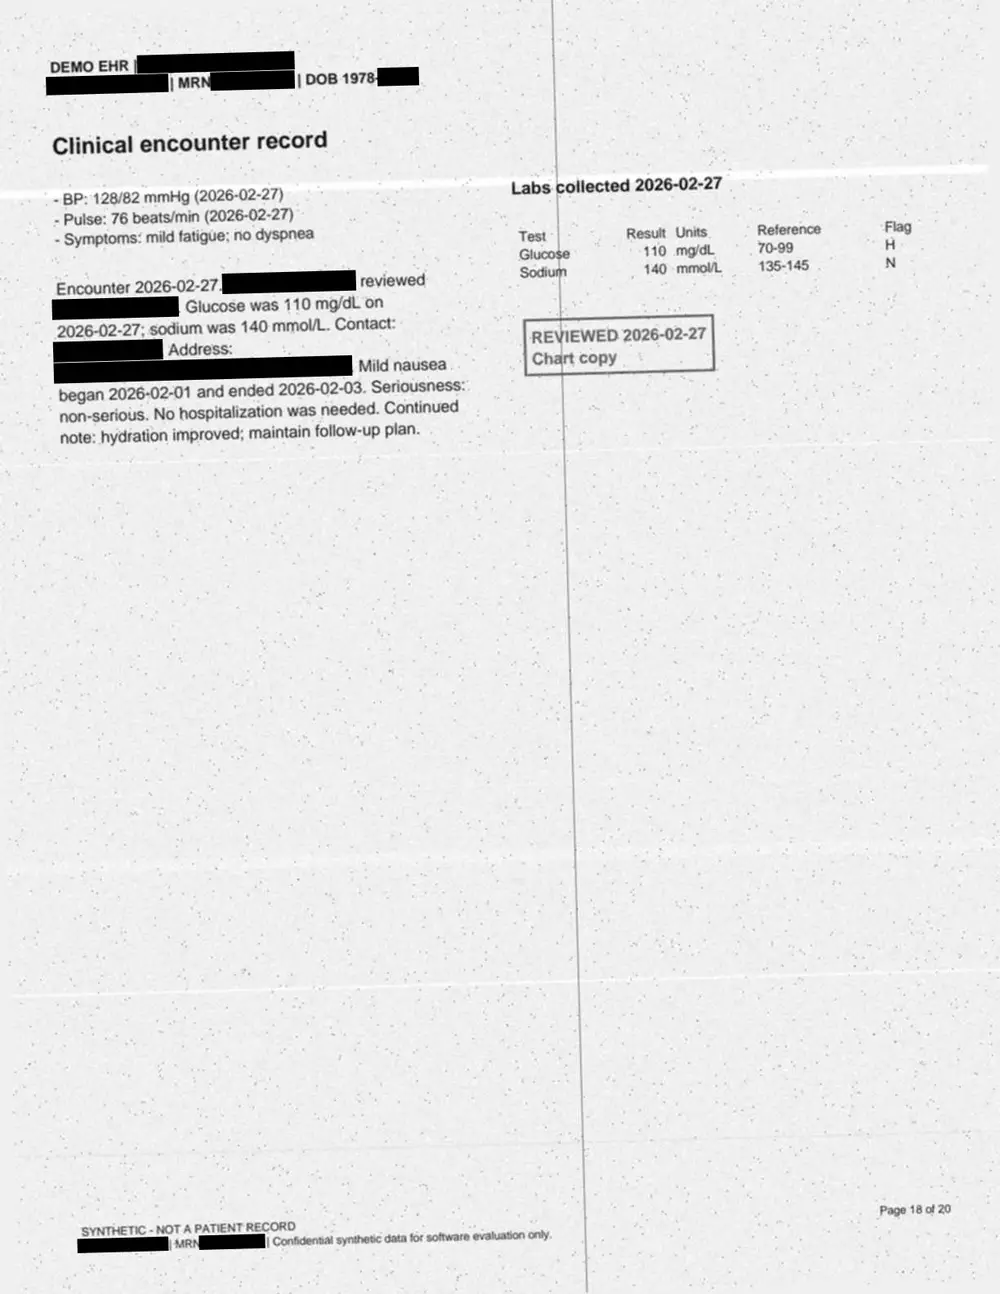 DEMO EHR |
| MRN | DOB 1978-
Clinical encounter record
- BP: 128/82 mmHg (2026-02-27)
- Pulse: 76 beats/min (2026-02-27)
- Symptoms: mild fatigue; no dyspnea
Encounter 2026-02-27. reviewed
Glucose was 110 mg/dL on
2026-02-27; sodium was 140 mmol/L. Contact:
Address:
Mild nausea
began 2026-02-01 and ended 2026-02-03. Seriousness:
non-serious. No hospitalization was needed. Continued
note: hydration improved; maintain follow-up plan.
Labs collected 2026-02-27
Test Result Units Reference Flag
Glucose 110 mg/dL 70-99 H
Sodium 140 mmol/L 135-145 N
REVIEWED 2026-02-27
Chart copy
Page 18 of 20
SYNTHETIC - NOT A PATIENT RECORD
| MRN | Confidential synthetic data for software evaluation only.